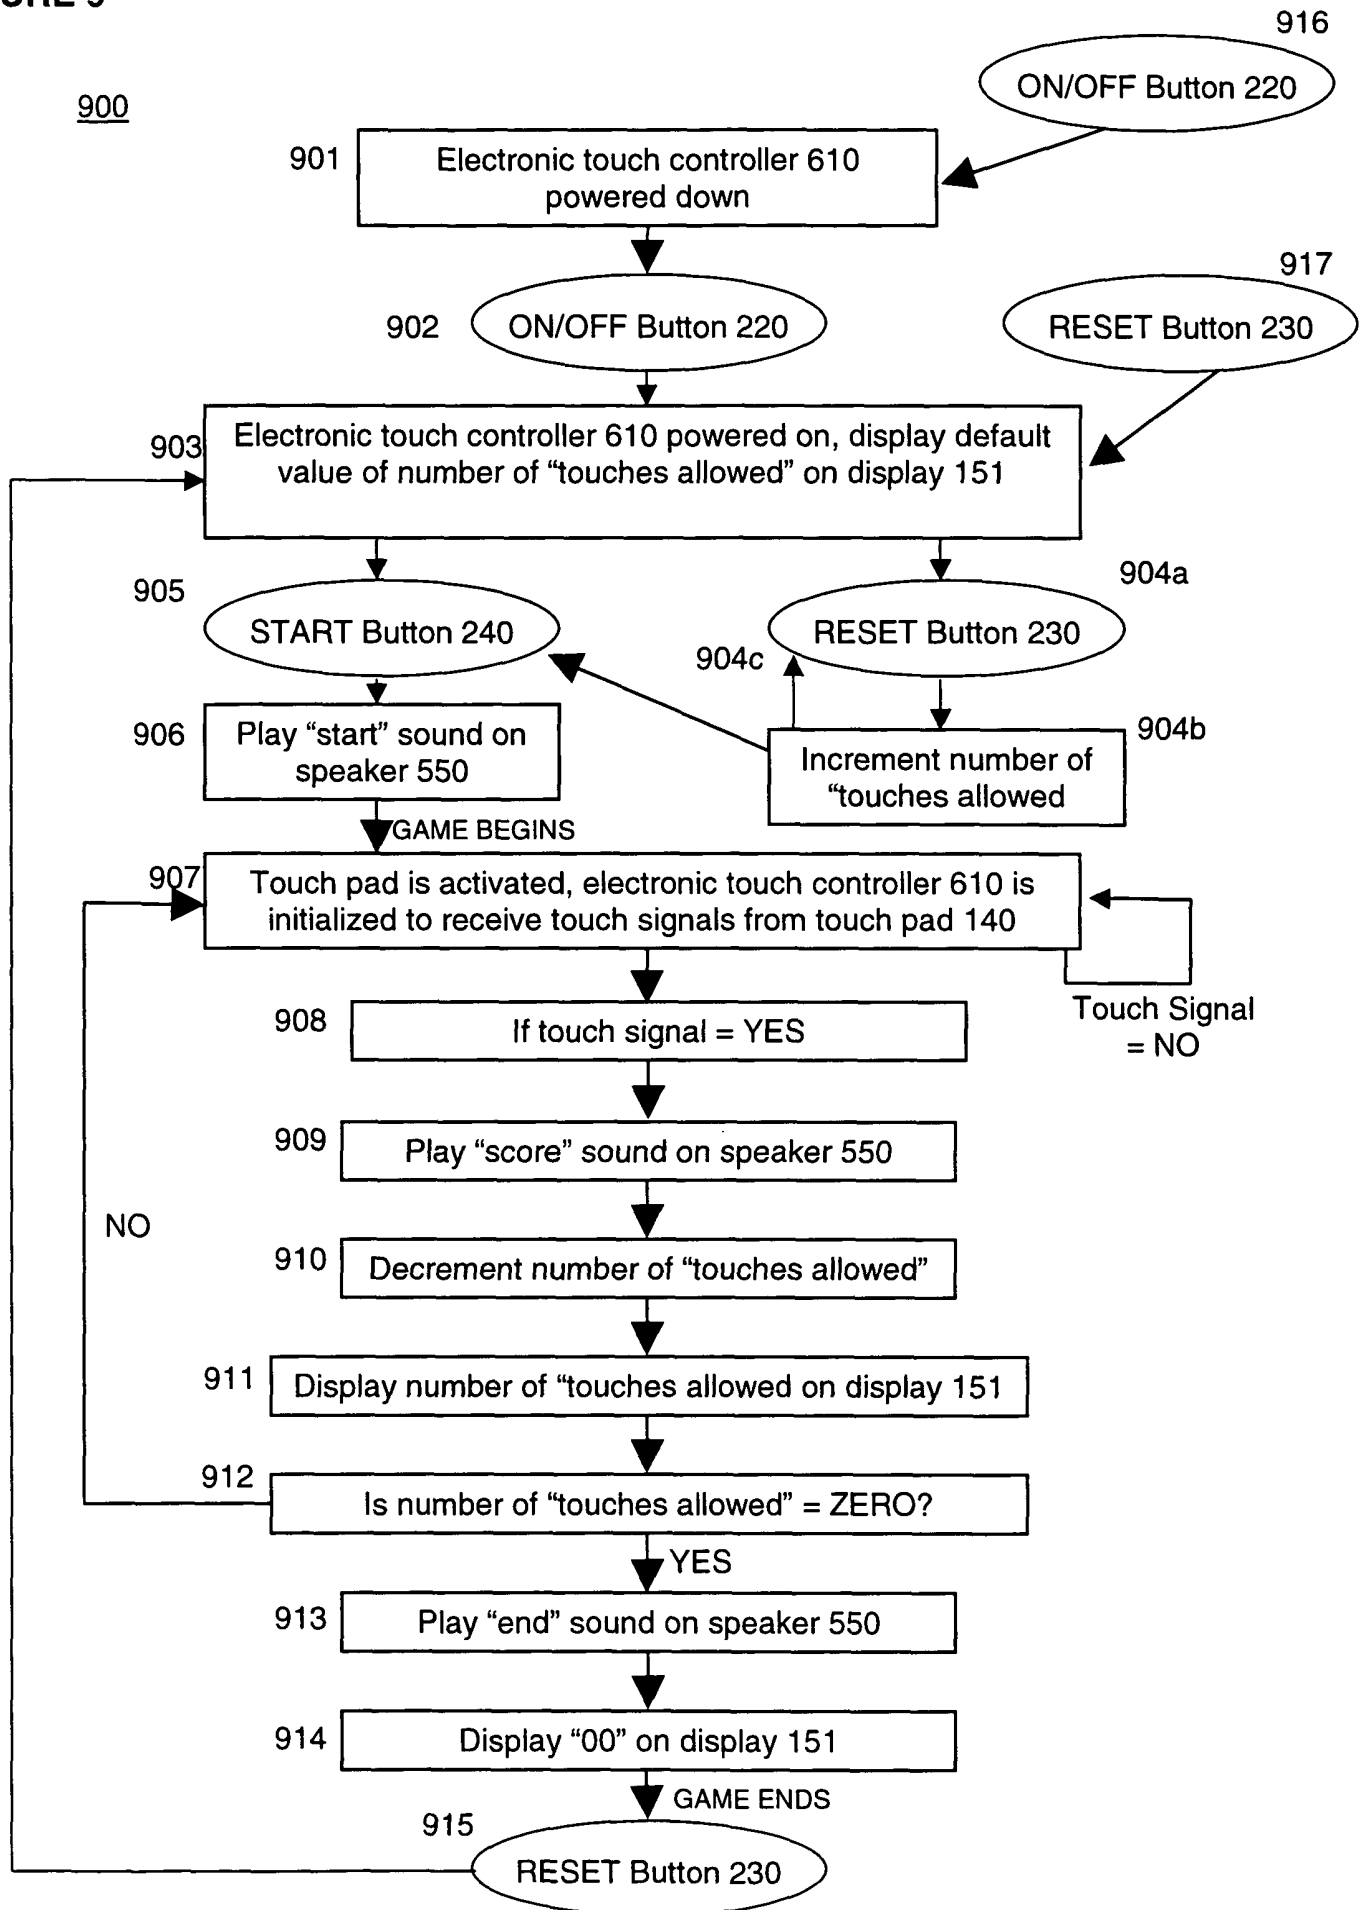 916
ON/OFF Button 220
900
901
Electronic touch controller 610
powered down
917
902
ON/OFF Button 220
RESET Button 230
903
Electronic touch controller 610 powered on, display default
value of number of “touches allowed” on display 151
904a
905
START Button 240
RESET Button 230
904c
906
Play “start” sound on
speaker 550
904b
Increment number of
“touches allowed
GAME BEGINS
907
Touch pad is activated, electronic touch controller 610 is
initialized to receive touch signals from touch pad 140
Touch Signal
= NO
908
If touch signal = YES
909
Play “score” sound on speaker 550
NO
910
Decrement number of “touches allowed”
911
Display number of “touches allowed on display 151
912
Is number of “touches allowed” = ZERO?
YES
913
Play “end” sound on speaker 550
914
Display “00” on display 151
GAME ENDS
915
RESET Button 230